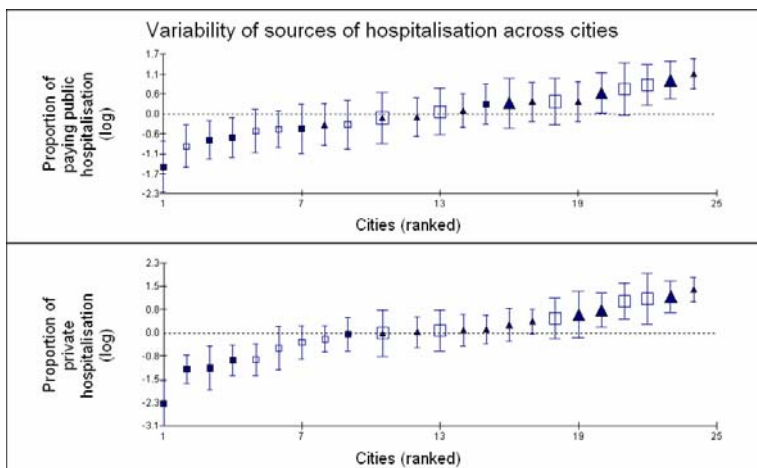 Variability of sources of hospitalisation across cities
Proportion of
paying public
hospitalisation
(log)
1.7
1.1
0.6
0.0
-0.6
-1.1
-1.7
-2.3
1
7
13
19
25
Cities (ranked)
Proportion of
private
hospitalisation
(log)
2.3
1.5
0.8
0.0
-0.8
-1.5
-2.3
-3.1
1
7
13
19
25
Cities (ranked)